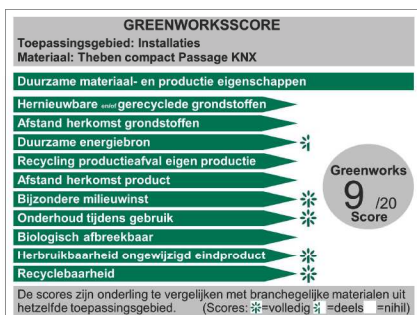 GREENWORKSSCORE
Toepassingsgebied: Installaties
Materiaal: Theben compact Passage KNX
Duurzame materiaal- en productie eigenschappen
Hernieuwbare en/of gerecyclede grondstoffen
Afstand herkomst grondstoffen
Duurzame energiebron
Recycling productieafval eigen productie
Afstand herkomst product
Bijzondere milieuwinst
Onderhoud tijdens gebruik
Biologisch afbreekbaar
Herbruikbaarheid ongewijzigd eindproduct
Recyclebaarheid
Greenworks
9 /20
Score
De scores zijn onderling te vergelijken met branchegelijke materialen uit
hetzelfde toepassingsgebied. (Scores: =volledig =deels =nihil)